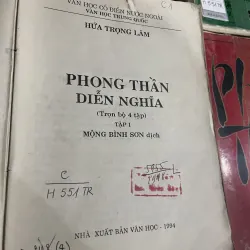 VĂN HỌC CỔ ĐIỂN NƯỚC NGOÀI
VĂN HỌC TRUNG QUỐC
C1
HỨA TRỌNG LÂM
PHONG THẦN
DIỄN NGHĨA
(Trọn bộ 4 tập)
TẬP 1
MỘNG BÌNH SƠN dịch
C
H 551 TR
NHÀ XUẤT BẢN VĂN HỌC - 1994